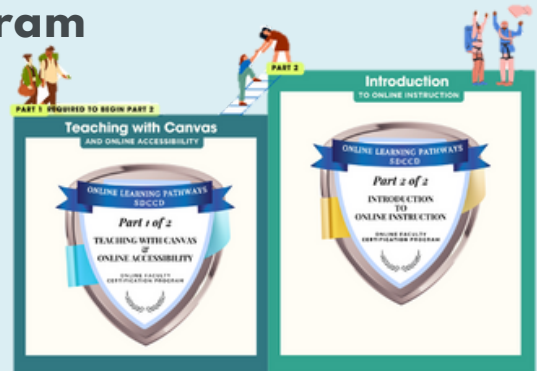 ram
PART 1 REQUIRED TO BEGIN PART 2
PART 2
Teaching with Canvas
AND ONLINE ACCESSIBILITY
Introduction
TO ONLINE INSTRUCTION
ONLINE LEARNING PATHWAYS
SDCCD
Part 1 of 2
TEACHING WITH CANVAS
&
ONLINE ACCESSIBILITY
ONLINE FACULTY
CERTIFICATION PROGRAM
ONLINE LEARNING PATHWAYS
SDCCD
Part 2 of 2
INTRODUCTION
TO
ONLINE INSTRUCTION
ONLINE FACULTY
CERTIFICATION PROGRAM